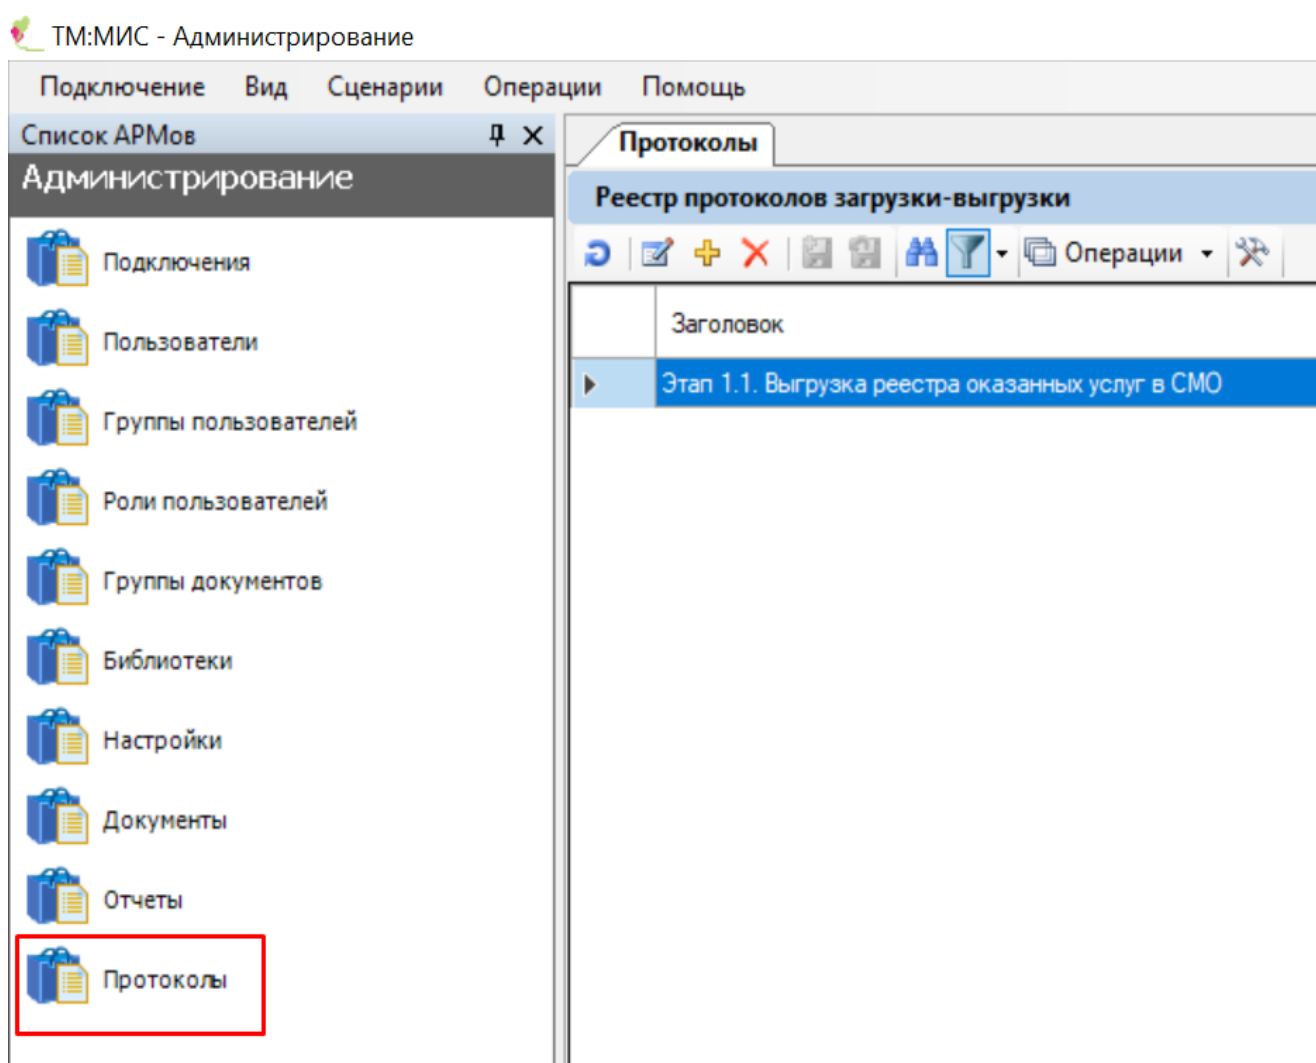 ТМ:МИС - Администрирование
Подключение Вид Сценарии Операции Помощь
Список АРМов
Администрирование
Подключения
Пользователи
Группы пользователей
Роли пользователей
Группы документов
Библиотеки
Настройки
Документы
Отчеты
Протоколы
Протоколы
Реестр протоколов загрузки-выгрузки
Операции
Заголовок
Этап 1.1. Выгрузка реестра оказанных услуг в СМО